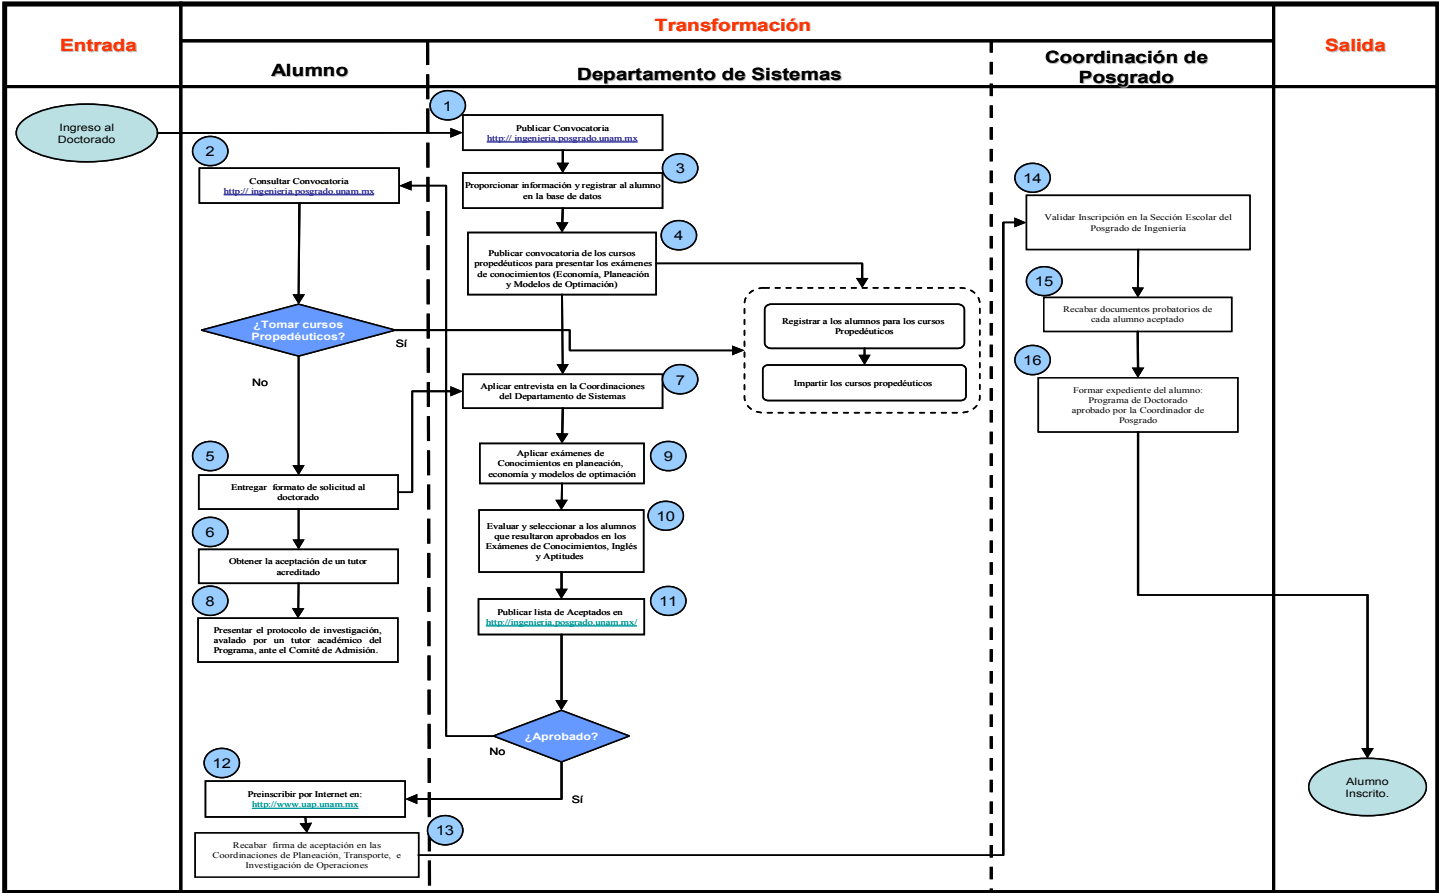 Transformación
Entrada
Salida
Alumno
Departamento de Sistemas
Coordinación de
Posgrado
Ingreso al
Doctorado
1
Publicar Convocatoria
http:// ingenieria.posgrado.unam.mx
2
Consultar Convocatoria
http:// ingenieria.posgrado.unam.mx
3
Proporcionar información y registrar al alumno
en la base de datos
4
Publicar convocatoria de los cursos
propedéuticos para presentar los exámenes
de conocimientos (Economía, Planeación
y Modelos de Optimación)
¿Tomar cursos
Propedéuticos?
Sí
No
Registrar a los alumnos para los cursos
Propedéuticos
Impartir los cursos propedéuticos
5
Entregar formato de solicitud al
doctorado
6
Obtener la aceptación de un tutor
acreditado
7
Aplicar entrevista en la Coordinaciones
del Departamento de Sistemas
8
Presentar el protocolo de investigación,
avalado por un tutor académico del
Programa, ante el Comité de Admisión.
9
Aplicar exámenes de
Conocimientos en planeación,
economía y modelos de optimación
10
Evaluar y seleccionar a los alumnos
que resultaron aprobados en los
Exámenes de Conocimientos, Inglés
y Aptitudes
11
Publicar lista de Aceptados en
http://ingenieria.posgrado.unam.mx/
¿Aprobado?
No
Sí
12
Preinscribir por Internet en:
http://www.uap.unam.mx
13
Recabar firma de aceptación en las
Coordinaciones de Planeación, Transporte, e
Investigación de Operaciones
14
Validar Inscripción en la Sección Escolar del
Posgrado de Ingeniería
15
Recabar documentos probatorios de
cada alumno aceptado
16
Formar expediente del alumno:
Programa de Doctorado
aprobado por la Coordinador de
Posgrado
Alumno
Inscrito.